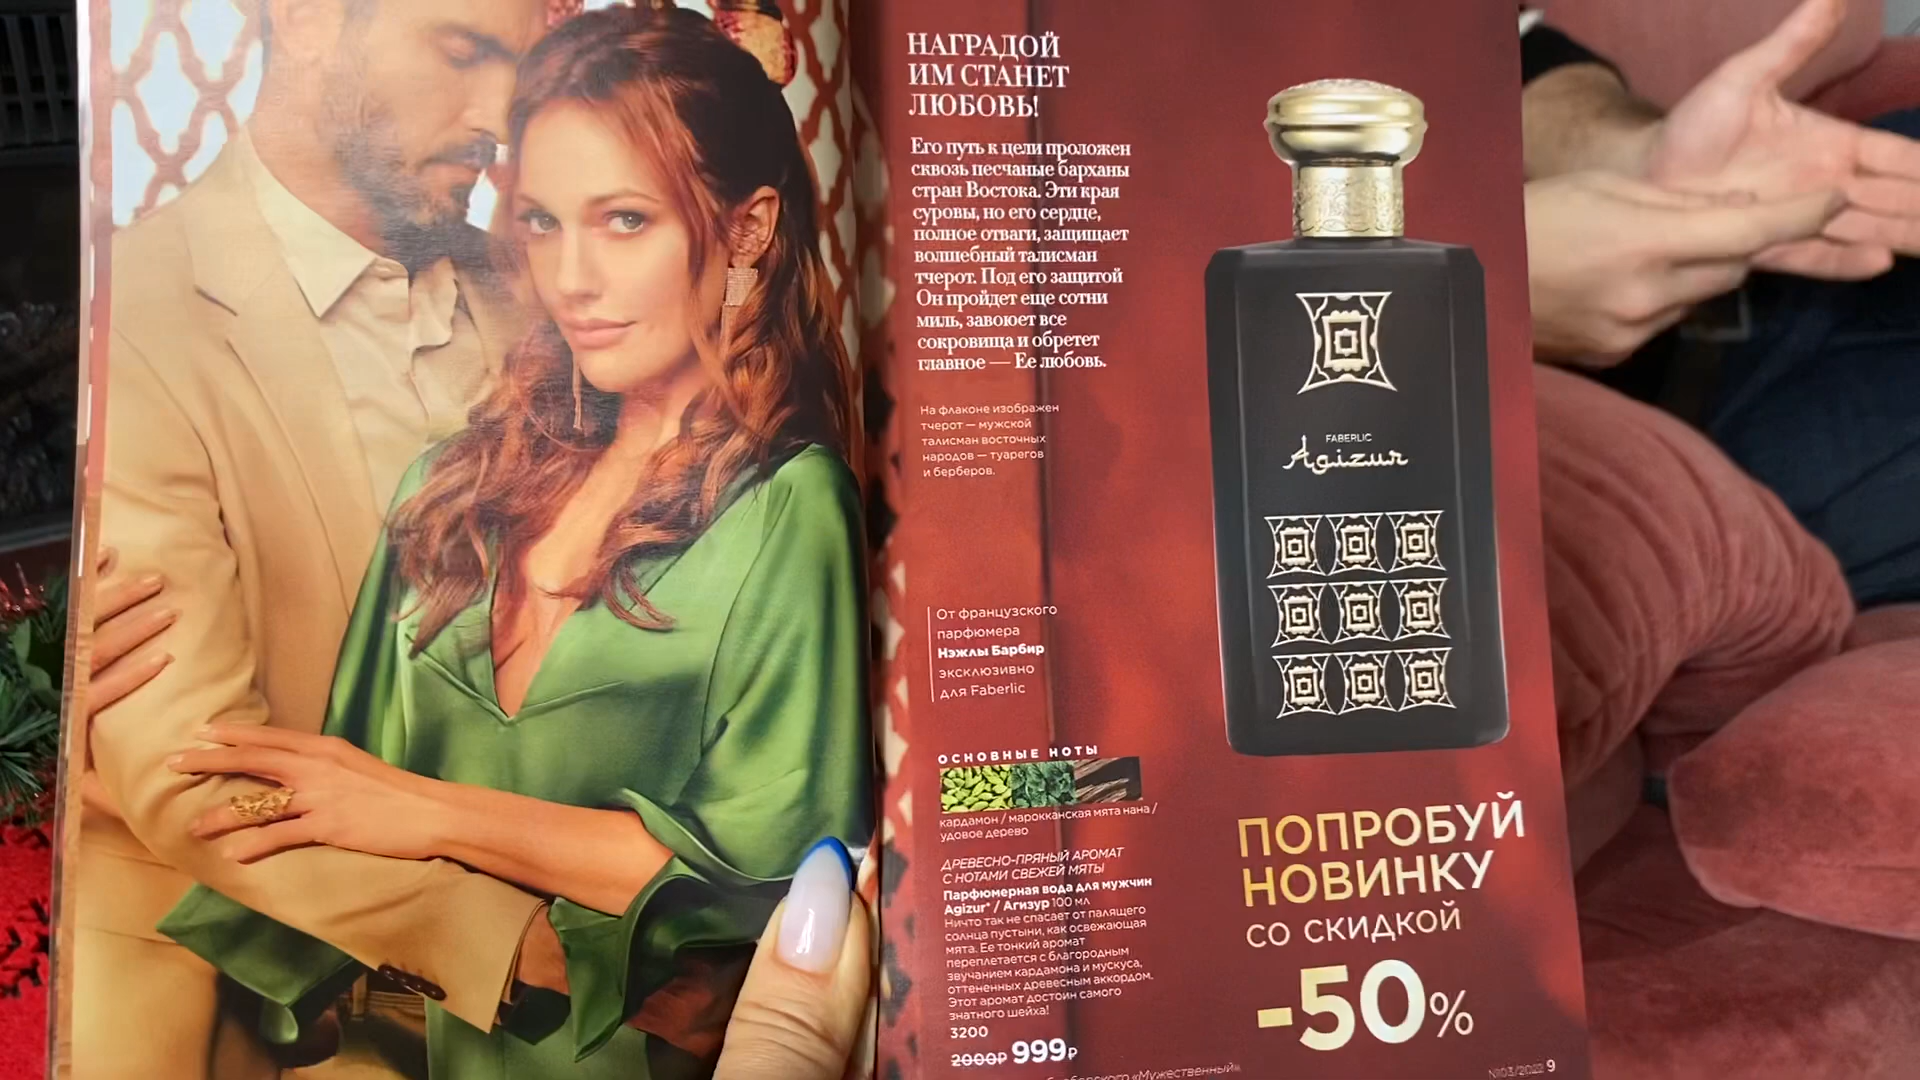 НАГРАДОЙ
ИМ СТАНЕТ
ЛЮБОВЬ!
Его путь к цели проложен
сквозь песчаные барханы
стран Востока. Эти края
суровы, но его сердце,
полное отваги, защищает
волшебный талисман
тчерот. Под его защитой
Он пройдет еще сотни
миль, завоюет все
сокровища и обретет
главное — Ее любовь.
На флаконе изображен
тчерот — мужской
талисман восточных
народов — туарегов
и берберов.
От французского
парфюмера
Нэжлы Барбир
эксклюзивно
для Faberlic
ОСНОВНЫЕ НОТЫ
кардамон / марокканская мята нана /
удовое дерево
ДРЕВЕСНО-ПРЯНЫЙ АРОМАТ
С НОТАМИ СВЕЖЕЙ МЯТЫ
Парфюмерная вода для мужчин
Agizur* / Агизур 100 мл
Ничто так не спасает от палящего
солнца пустыни, как освежающая
мята. Ее тонкий аромат
переплетается с благородным
звучанием кардамона и мускуса,
оттененных древесным аккордом.
Этот аромат достоин самого
знатного шейха!
3200
2000₽ 999₽
«Мужественный»
FABERLIC
Agizur
ПОПРОБУЙ
НОВИНКУ
СО СКИДКОЙ
-50%
№03/2022 9